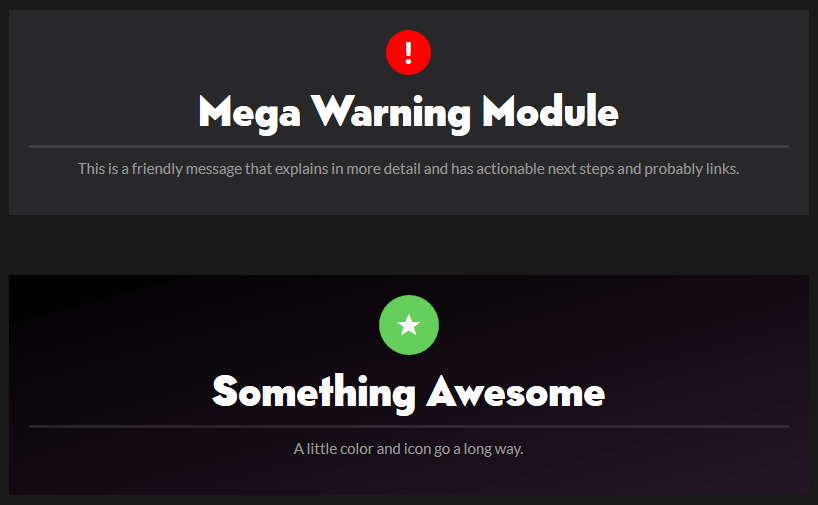 !
Mega Warning Module
This is a friendly message that explains in more detail and has actionable next steps and probably links.
Something Awesome
A little color and icon go a long way.